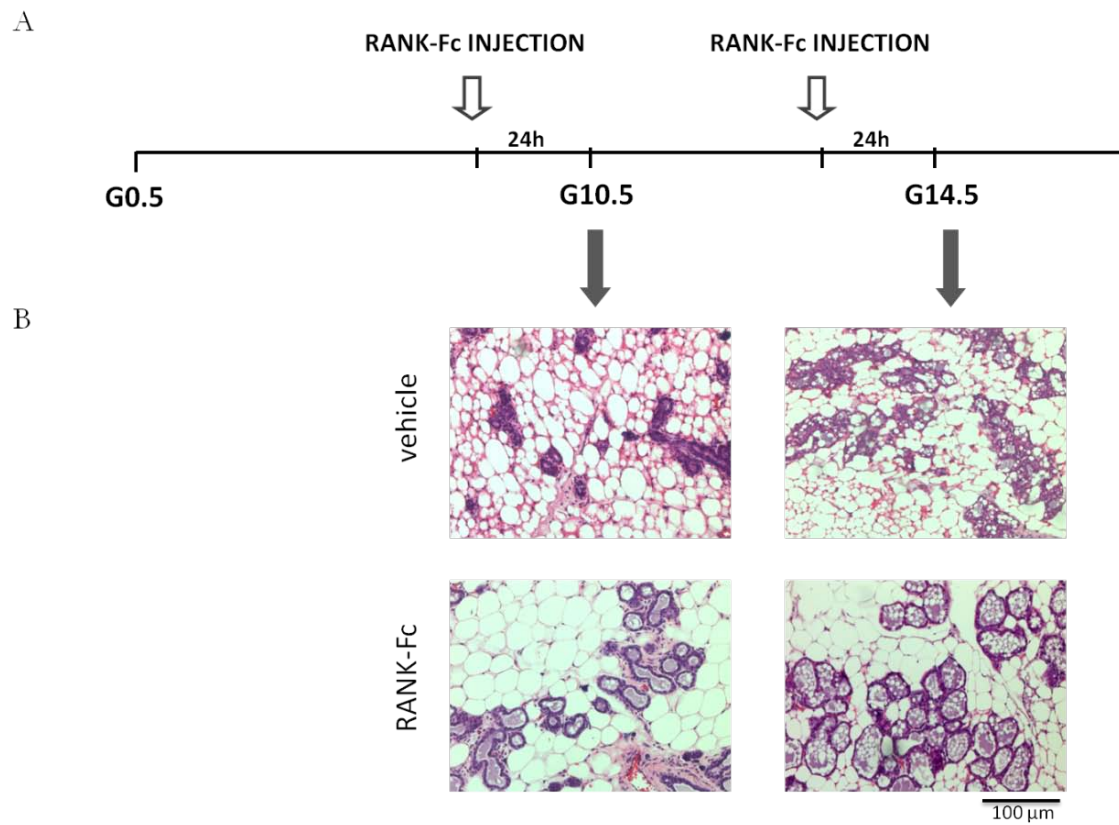 A
RANK-Fc INJECTION
RANK-Fc INJECTION
24h
24h
G0.5
G10.5
G14.5
B
vehicle
RANK-Fc
100 µm